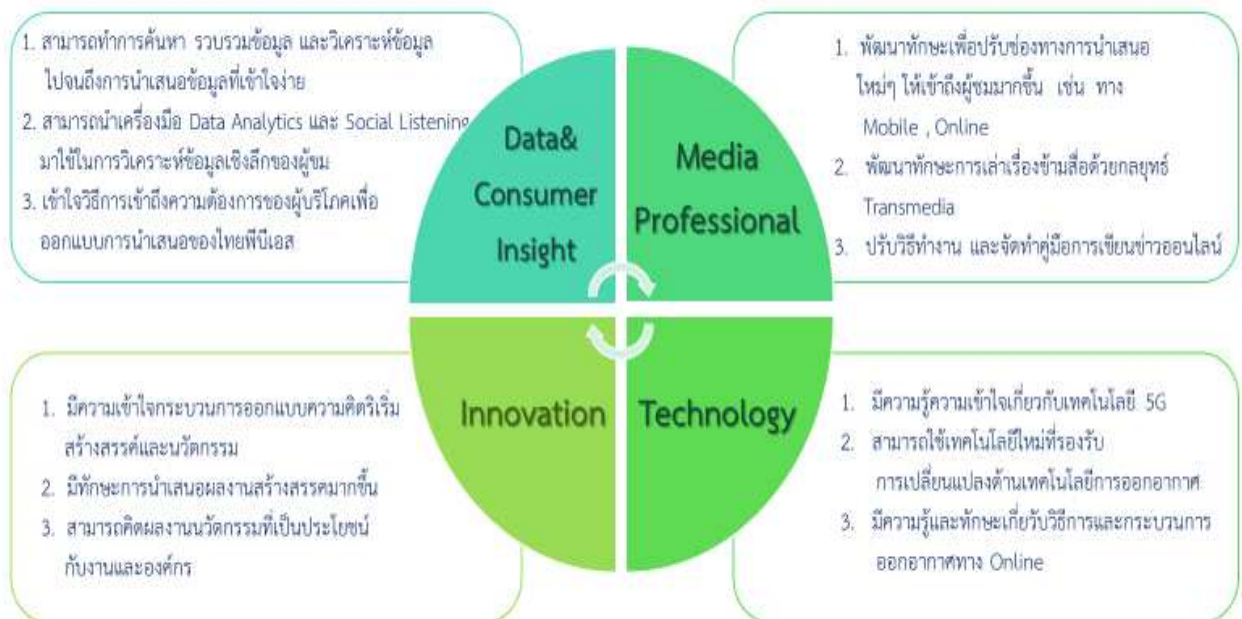 1. สามารถทำการค้นหา รวบรวมข้อมูล และวิเคราะห์ข้อมูล
ไปจนถึงการนำเสนอข้อมูลที่เข้าใจง่าย
2. สามารถนำเครื่องมือ Data Analytics และ Social Listening
มาใช้ในการวิเคราะห์ข้อมูลเชิงลึกของผู้ชม
3. เข้าใจวิธีการเข้าถึงความต้องการของผู้บริโภคเพื่อ
ออกแบบการนำเสนอของไทยพีบีเอส
Data&
Consumer
Insight
Media
Professional
1. พัฒนาทักษะเพื่อปรับช่องทางการนำเสนอ
ใหม่ๆ ให้เข้าถึงผู้ชมมากขึ้น เช่น ทาง
Mobile , Online
2. พัฒนาทักษะการเล่าเรื่องข้ามสื่อด้วยกลยุทธ์
Transmedia
3. ปรับวิธีทำงาน และจัดทำคู่มือการเขียนข่าวออนไลน์
1. มีความเข้าใจกระบวนการออกแบบความคิดริเริ่ม
สร้างสรรค์และนวัตกรรม
2. มีทักษะการนำเสนอผลงานสร้างสรรคมากขึ้น
3. สามารถคิดผลงานนวัตกรรมที่เป็นประโยชน์
กับงานและองค์กร
Innovation
Technology
1. มีความรู้ความเข้าใจเกี่ยวกับเทคโนโลยี 5G
2. สามารถใช้เทคโนโลยีใหม่ที่รองรับ
การเปลี่ยนแปลงด้านเทคโนโลยีการออกอากาศ
3. มีความรู้และทักษะเกี่ยวับวิธีการและกระบวนการ
ออกอากาศทาง Online